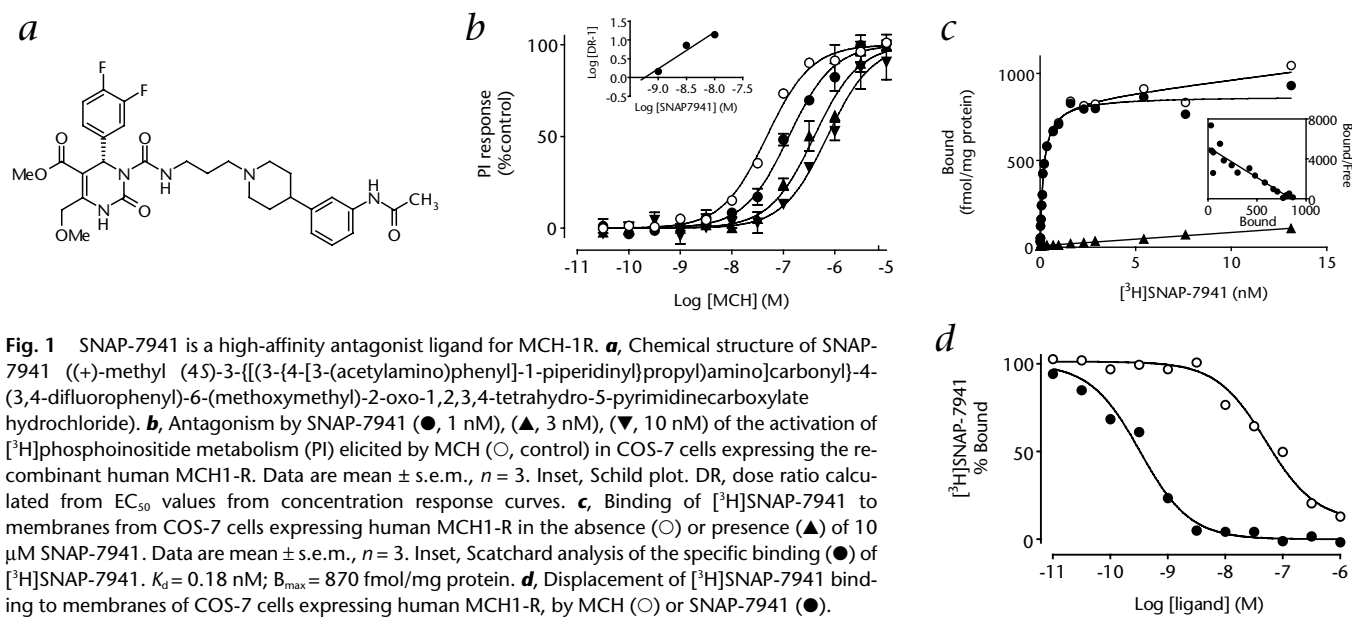 a
F
F
O
MeO
N
O
N
H
N
H
N
O
OMe
NH
CH3
O
b
100
50
0
PI response
(%control)
-11 -10 -9 -8 -7 -6 -5
Log [MCH] (M)
1.5
1.0
0.5
0.0
-0.5
Log [DR-1]
-9.0 -8.5 -8.0 -7.5
Log [SNAP7941] (M)
c
1000
500
0
Bound
(fmol/mg protein)
0 5 10 15
[³H]SNAP-7941 (nM)
8000
4000
0
Bound/Free
0 500 1000
Bound
d
100
50
0
[³H]SNAP-7941
% Bound
-11 -10 -9 -8 -7 -6
Log [ligand] (M)
Fig. 1 SNAP-7941 is a high-affinity antagonist ligand for MCH-1R. a, Chemical structure of SNAP-
7941 ((+)-methyl (4S)-3-{[(3-{4-[3-(acetylamino)phenyl]-1-piperidinyl}propyl)amino]carbonyl}-4-
(3,4-difluorophenyl)-6-(methoxymethyl)-2-oxo-1,2,3,4-tetrahydro-5-pyrimidinecarboxylate
hydrochloride). b, Antagonism by SNAP-7941 (●, 1 nM), (▲, 3 nM), (▼, 10 nM) of the activation of
[³H]phosphoinositide metabolism (PI) elicited by MCH (○, control) in COS-7 cells expressing the re-
combinant human MCH1-R. Data are mean ± s.e.m., n = 3. Inset, Schild plot. DR, dose ratio calcu-
lated from EC₅₀ values from concentration response curves. c, Binding of [³H]SNAP-7941 to
membranes from COS-7 cells expressing human MCH1-R in the absence (○) or presence (▲) of 10
μM SNAP-7941. Data are mean ± s.e.m., n = 3. Inset, Scatchard analysis of the specific binding (●) of
[³H]SNAP-7941. Kd = 0.18 nM; Bmax = 870 fmol/mg protein. d, Displacement of [³H]SNAP-7941 bind-
ing to membranes of COS-7 cells expressing human MCH1-R, by MCH (○) or SNAP-7941 (●).